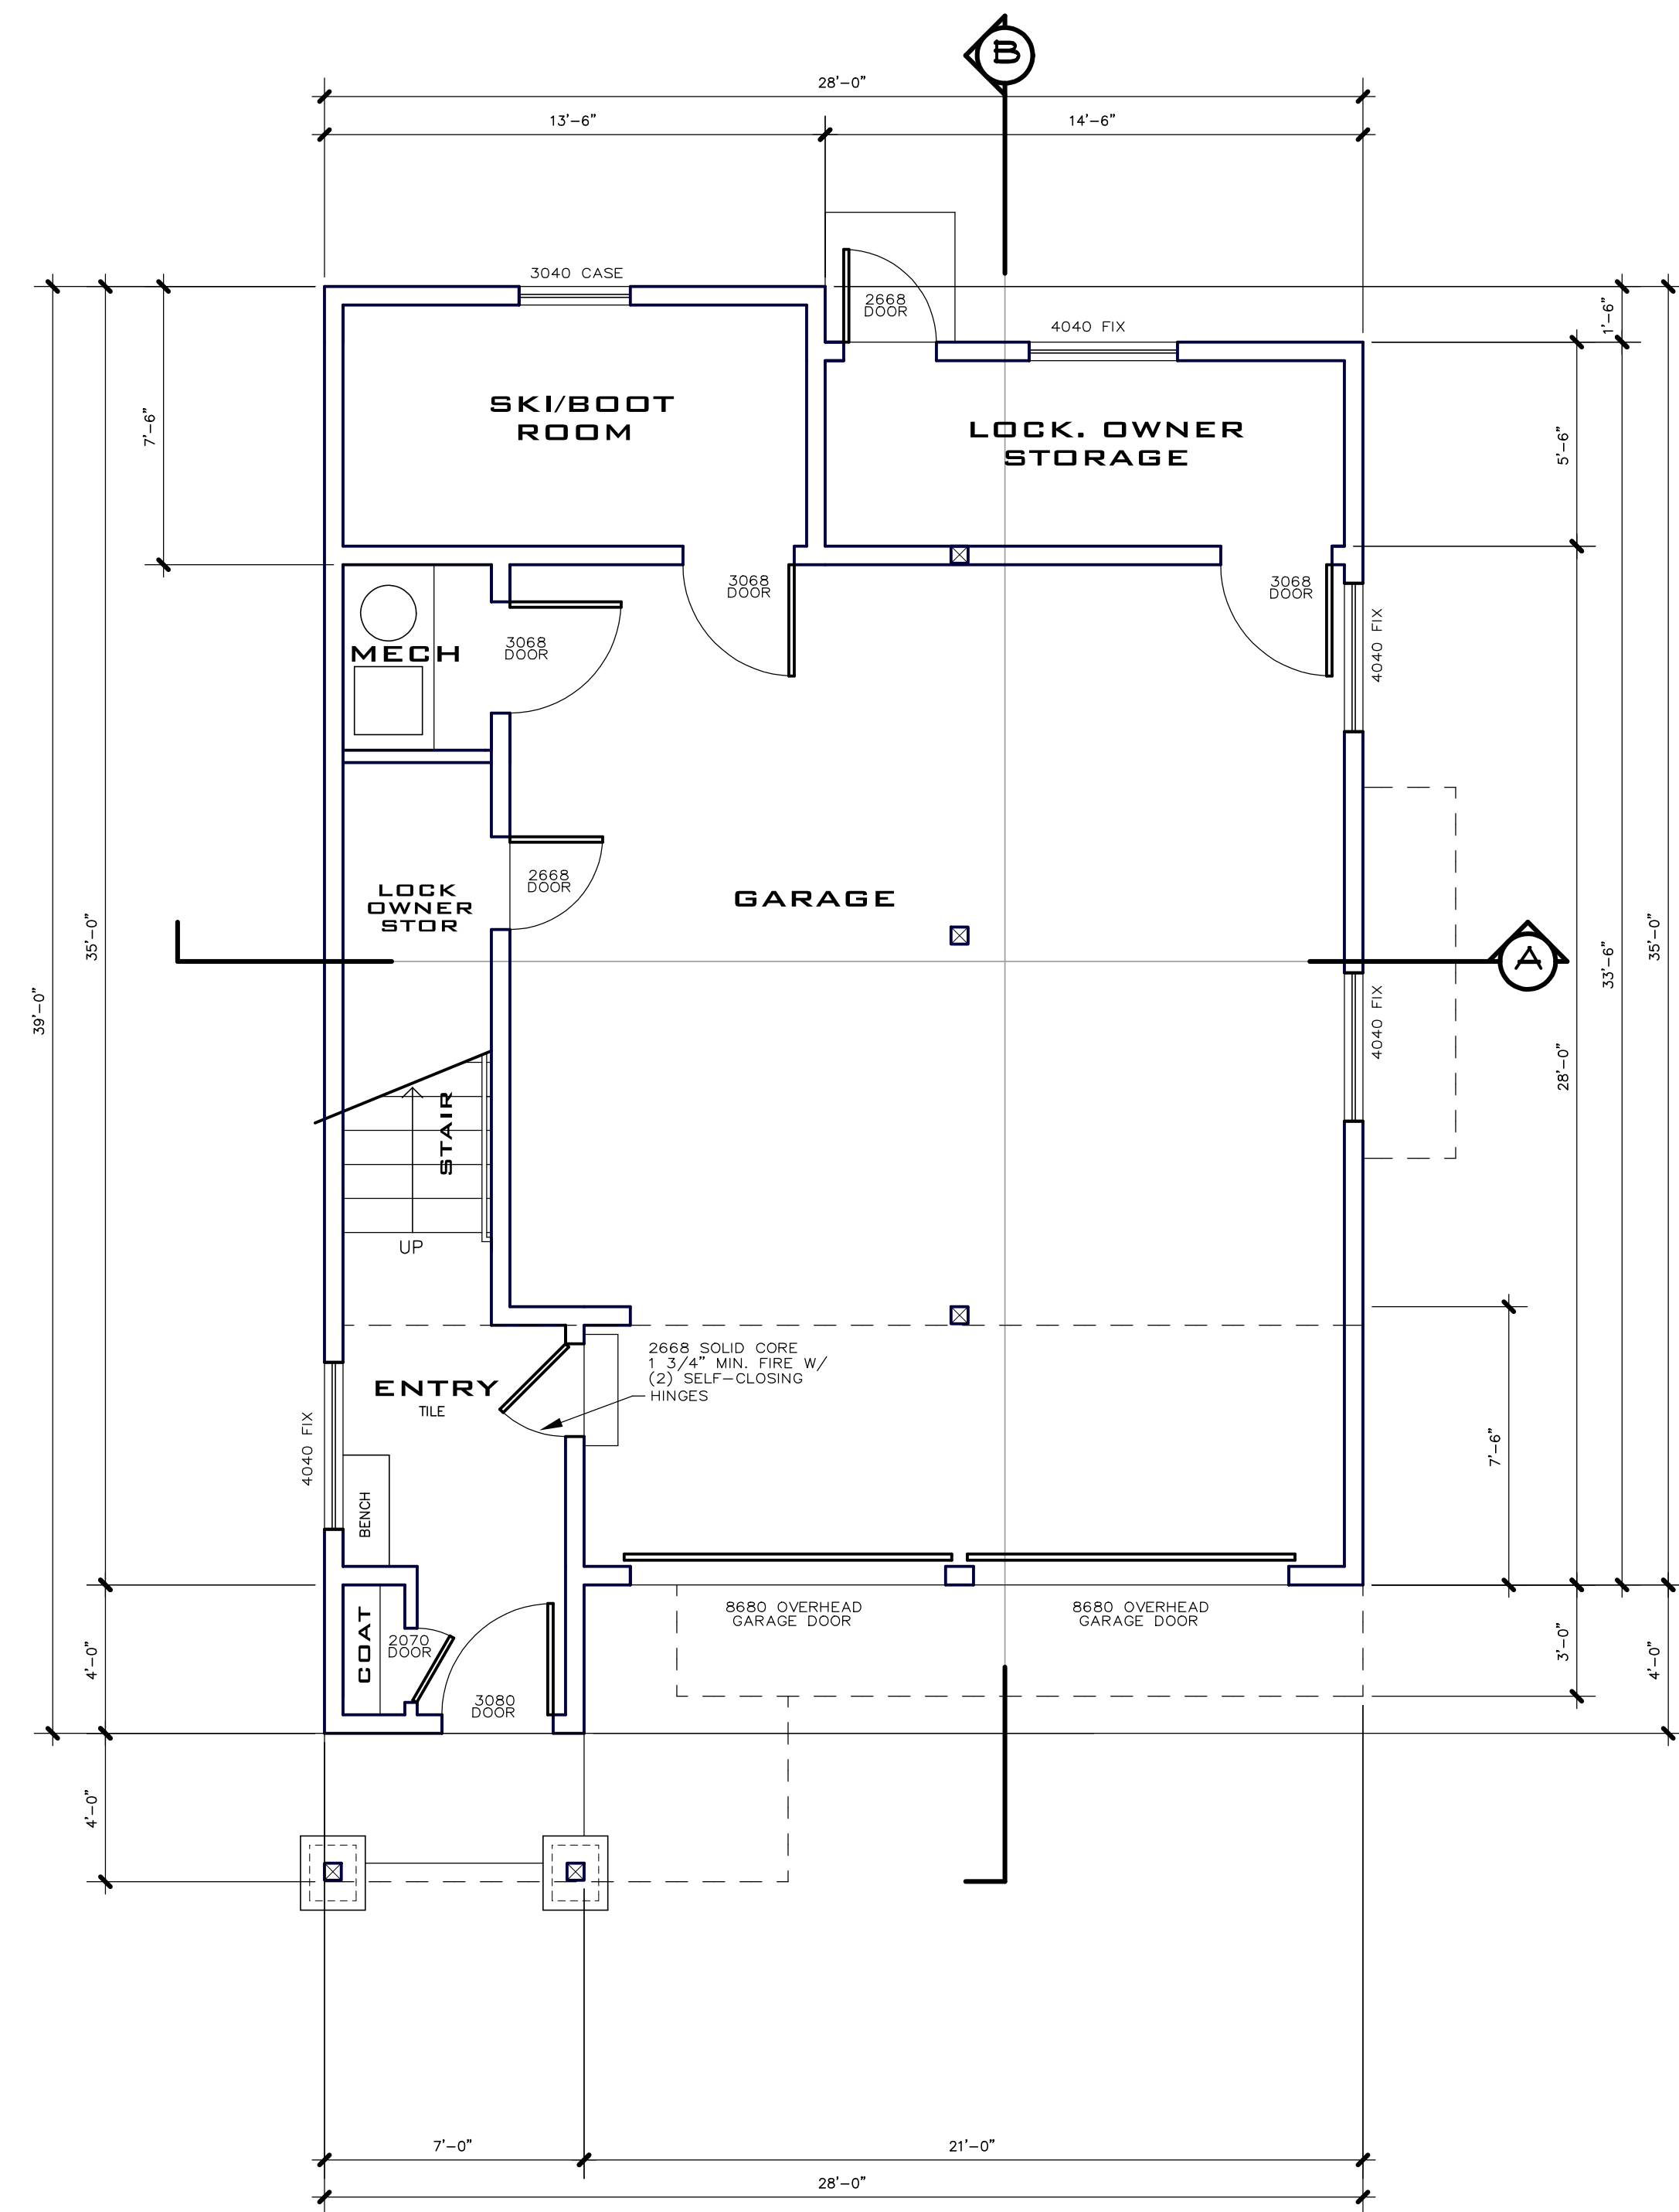 B
28'-0"
13'-6"
14'-6"
3040 CASE
2668
DOOR
4040 FIX
1'-6"
SKI/BOOT
ROOM
LOCK. OWNER
STORAGE
7'-6"
5'-6"
3068
DOOR
3068
DOOR
3068
DOOR
MECH
4040 FIX
2668
DOOR
LOCK
OWNER
STOR
GARAGE
35'-0"
39'-0"
A
33'-6"
35'-0"
4040 FIX
28'-0"
STAIR
UP
2668 SOLID CORE
1 3/4" MIN. FIRE W/
(2) SELF-CLOSING
HINGES
ENTRY
TILE
4040 FIX
BENCH
7'-6"
8680 OVERHEAD
GARAGE DOOR
8680 OVERHEAD
GARAGE DOOR
COAT
2070
DOOR
3080
DOOR
4'-0"
3'-0"
4'-0"
4'-0"
7'-0"
21'-0"
28'-0"